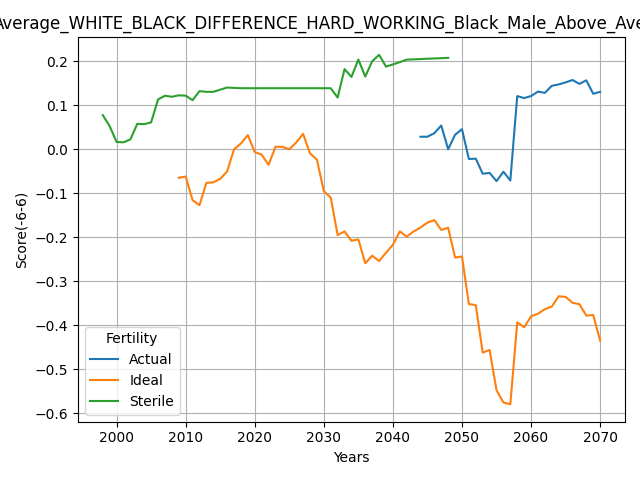 Average_WHITE_BLACK_DIFFERENCE_HARD_WORKING_Black_Male_Above_Ave
0.2
0.1
0.0
−0.1
−0.2
−0.3
−0.4
−0.5
−0.6
Score(-6-6)
Fertility
Actual
Ideal
Sterile
2000 2010 2020 2030 2040 2050 2060 2070
Years